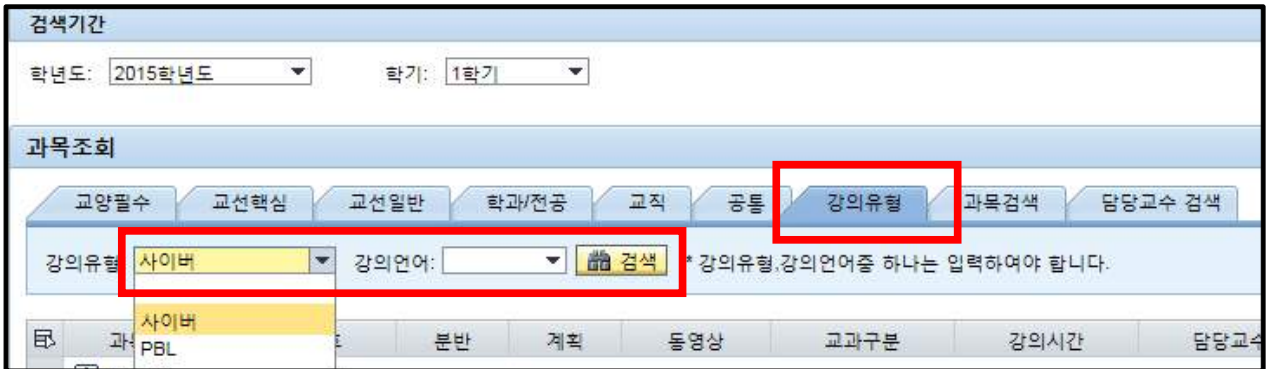 검색기간
학년도: 2015학년도 학기: 1학기
과목조회
교양필수 교선핵심 교선일반 학과/전공 교직 공통 강의유형 과목검색 담당교수 검색
강의유형 사이버 강의언어: 검색 * 강의유형,강의언어중 하나는 입력하여야 합니다.
사이버
분반 계획 동영상 교과구분 강의시간 담당교수
PBL